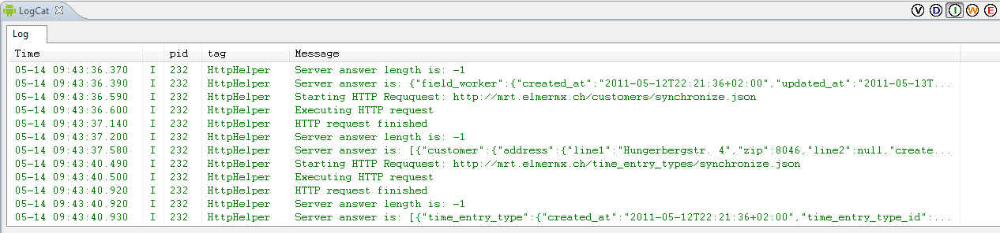 LogCat V D I W E
Log
Time pid tag Message
05-14 09:43:36.370 I 232 HttpHelper Server answer length is: -1
05-14 09:43:36.390 I 232 HttpHelper Server answer is: {"field_worker":{"created_at":"2011-05-12T22:21:36+02:00","updated_at":"2011-05-13T...
05-14 09:43:36.590 I 232 HttpHelper Starting HTTP Reququest: http://mrt.elmermx.ch/customers/synchronize.json
05-14 09:43:36.600 I 232 HttpHelper Executing HTTP request
05-14 09:43:37.140 I 232 HttpHelper HTTP request finished
05-14 09:43:37.200 I 232 HttpHelper Server answer length is: -1
05-14 09:43:37.580 I 232 HttpHelper Server answer is: [{"customer":{"address":{"line1":"Hungerbergstr. 4","zip":8046,"line2":null,"create...
05-14 09:43:40.490 I 232 HttpHelper Starting HTTP Reququest: http://mrt.elmermx.ch/time_entry_types/synchronize.json
05-14 09:43:40.500 I 232 HttpHelper Executing HTTP request
05-14 09:43:40.920 I 232 HttpHelper HTTP request finished
05-14 09:43:40.920 I 232 HttpHelper Server answer length is: -1
05-14 09:43:40.930 I 232 HttpHelper Server answer is: [{"time_entry_type":{"created_at":"2011-05-12T22:21:36+02:00","time_entry_type_id":...